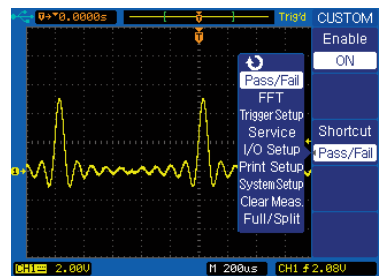 0.0000s Trig'd CUSTOM
Enable
ON
Pass/Fail
FFT
Trigger Setup
Service
I/O Setup
Print Setup
System Setup
Clear Meas.
Full/Split
Shortcut
Pass/Fail
CH1 2.00V M 200us CH1 2.08V